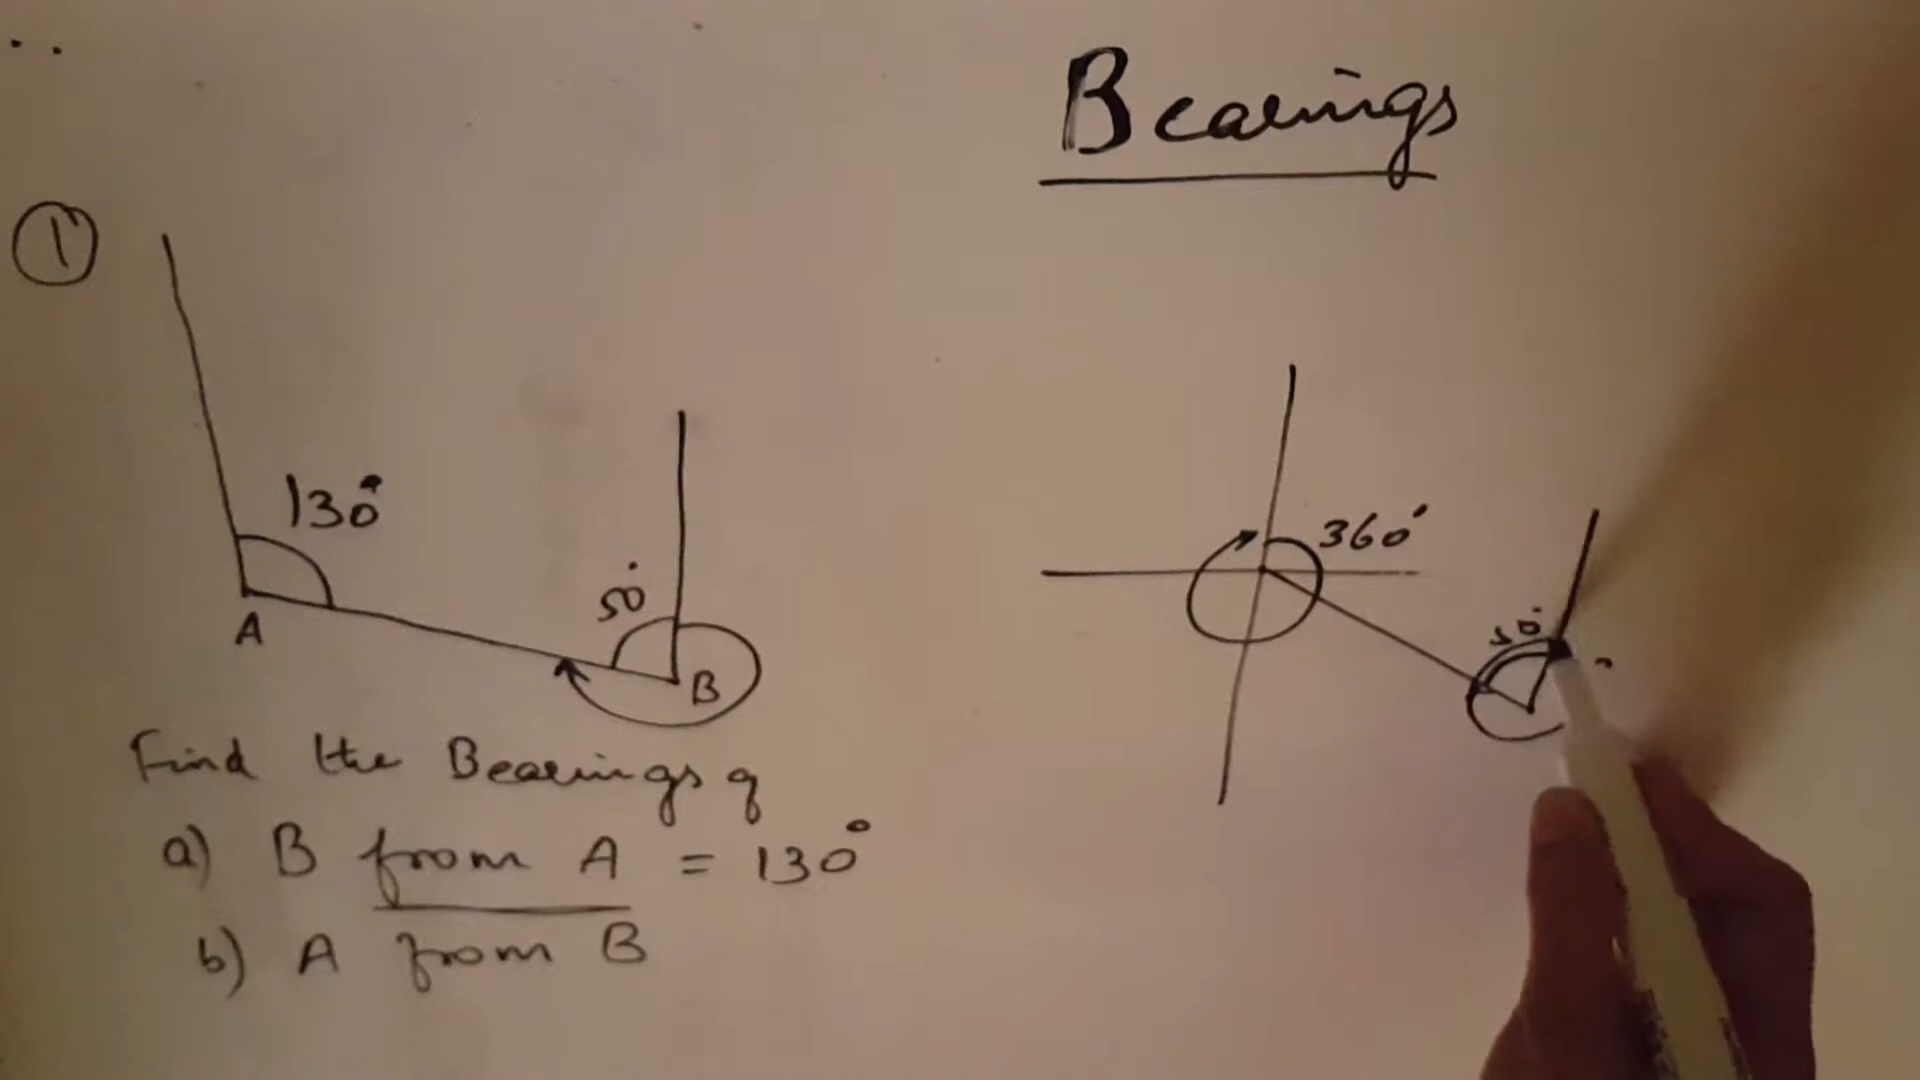 Bearings
1
130°
A
50°
B
360°
50°
Find the Bearings of
a) B from A = 130°
b) A from B